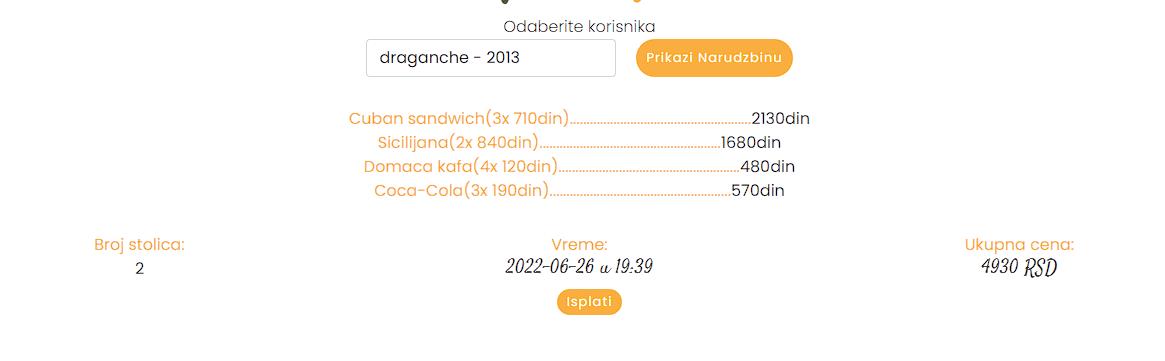 Odaberite korisnika
draganche - 2013 Prikazi Narudzbinu
Cuban sandwich(3x 710din)..............................................2130din
Sicilijana(2x 840din)..............................................1680din
Domaca kafa(4x 120din)..............................................480din
Coca-Cola(3x 190din)..............................................570din
Broj stolica: Vreme: Ukupna cena:
2 2022-06-26 u 19:39 4930 RSD
Isplati